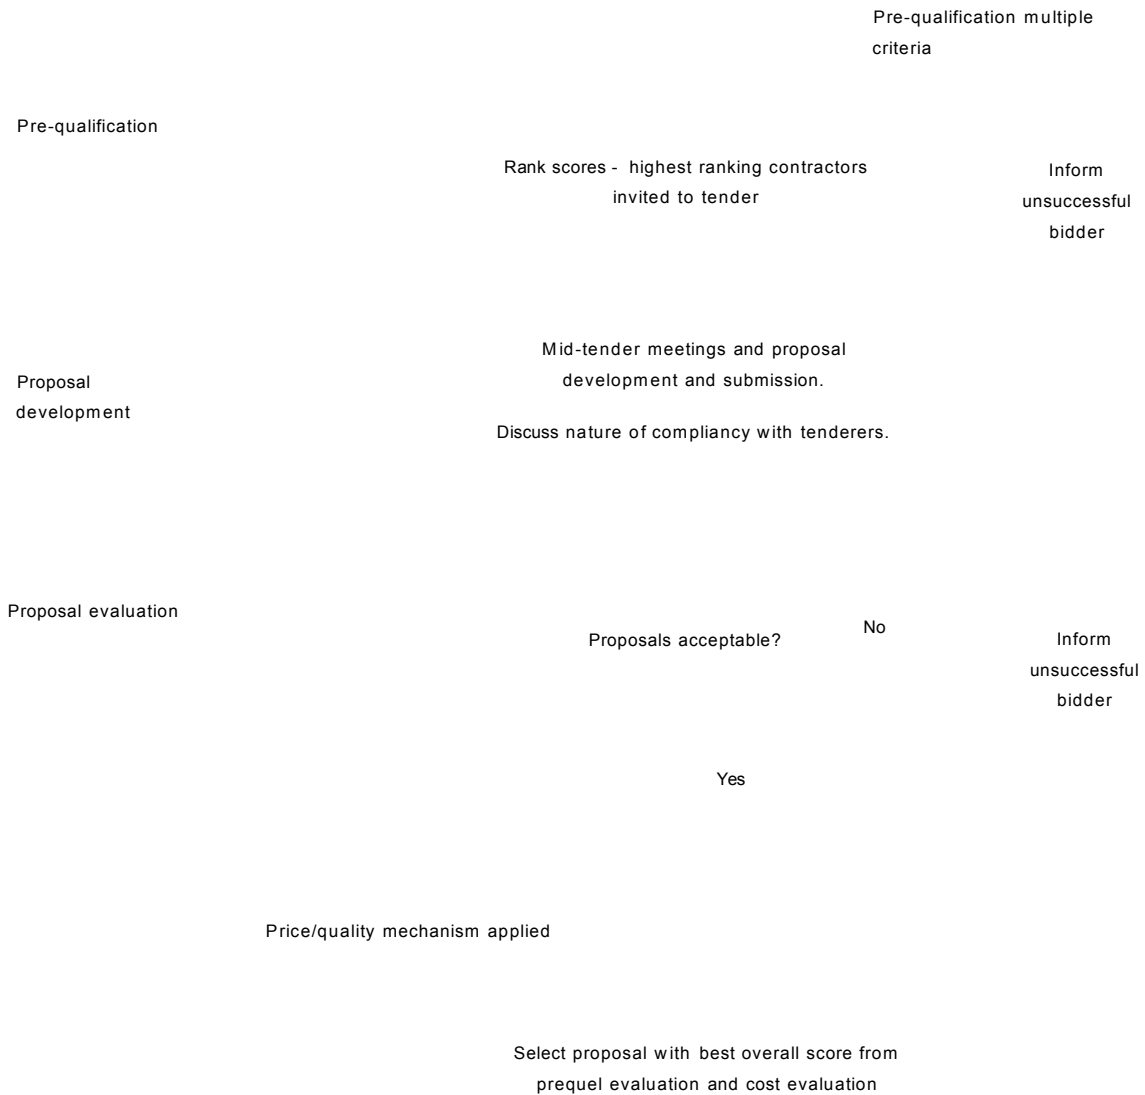 Pre-qualification multiple
criteria
Pre-qualification
Rank scores - highest ranking contractors
invited to tender
Inform
unsuccessful
bidder
Mid-tender meetings and proposal
development and submission.
Proposal
development
Discuss nature of compliancy with tenderers.
Proposal evaluation
Proposals acceptable?
No
Inform
unsuccessful
bidder
Yes
Price/quality mechanism applied
Select proposal with best overall score from
prequel evaluation and cost evaluation